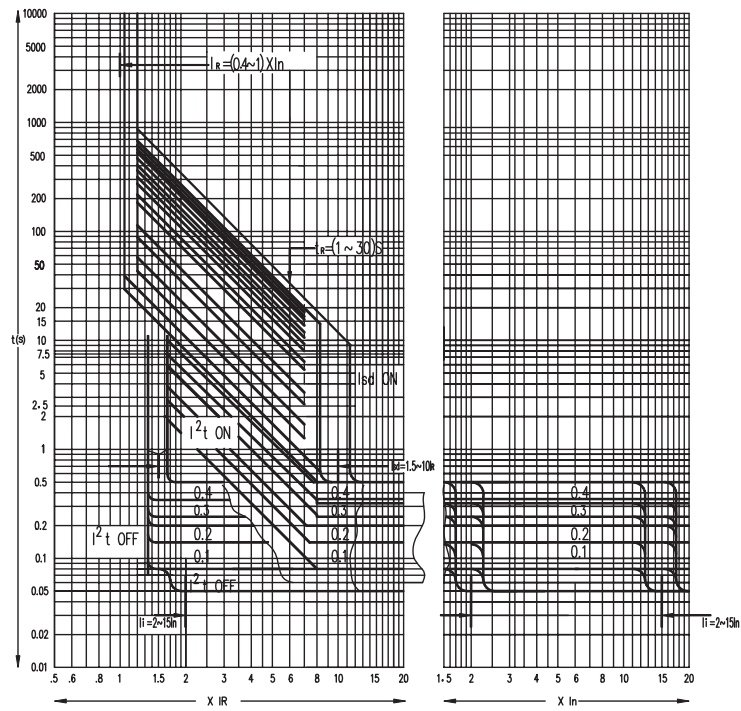 10000
1000
500
200
100
50
20
15
10
7.5
5
2.5
2
1
0.5
0.2
0.1
0.05
0.02
0.01
t(s)
IR=(0.4~1)XIn
tR=(1~30)S
Isd ON
I²t ON
Isd=1.5~10IR
0.4 0.4 0.4
0.3 0.3 0.3
I²t OFF 0.2 0.2 0.2
0.1 0.1 0.1
I²t OFF
Ii=2~15In Ii=2~15In
.5 .6 .8 1 1.5 2 3 4 5 6 8 10 15 20 1.5 2 3 4 5 6 8 10 15 20
X IR X In